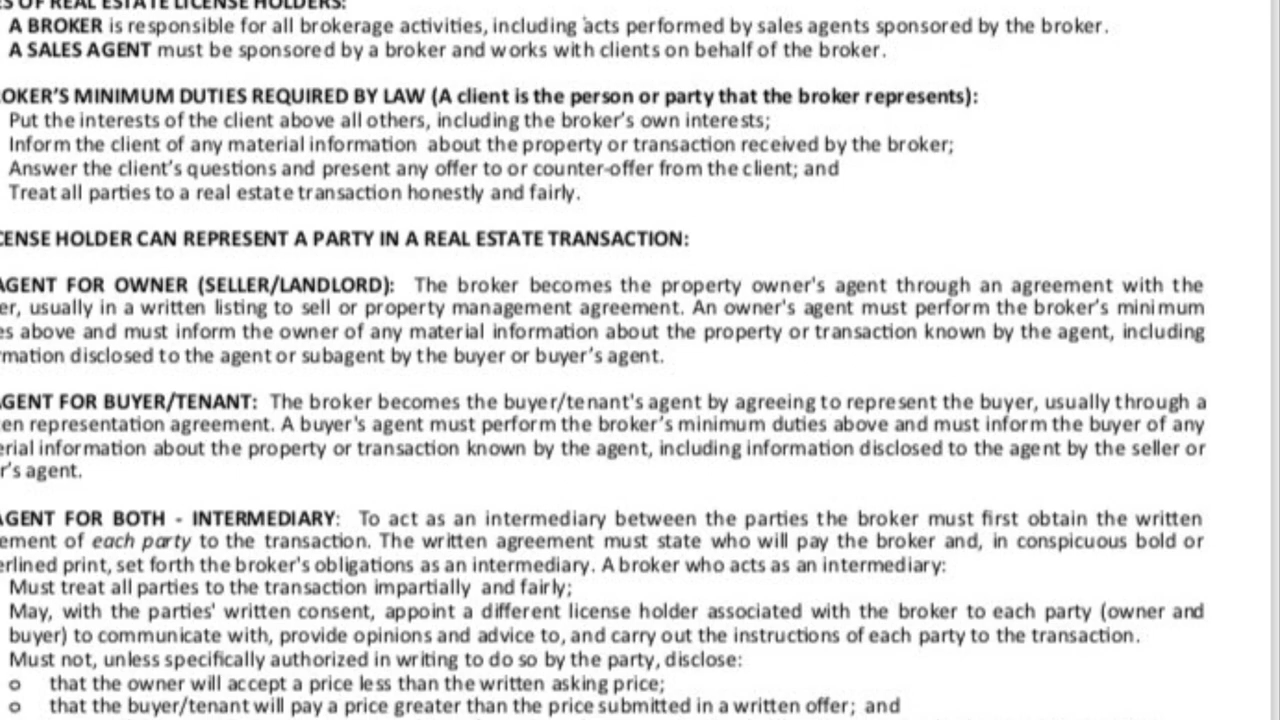 OF REAL ESTATE LICENSE HOLDERS:
A BROKER is responsible for all brokerage activities, including acts performed by sales agents sponsored by the broker.
A SALES AGENT must be sponsored by a broker and works with clients on behalf of the broker.
OKER'S MINIMUM DUTIES REQUIRED BY LAW (A client is the person or party that the broker represents):
Put the interests of the client above all others, including the broker's own interests;
Inform the client of any material information about the property or transaction received by the broker;
Answer the client's questions and present any offer to or counter-offer from the client; and
Treat all parties to a real estate transaction honestly and fairly.
CENSE HOLDER CAN REPRESENT A PARTY IN A REAL ESTATE TRANSACTION:
AGENT FOR OWNER (SELLER/LANDLORD): The broker becomes the property owner's agent through an agreement with the
er, usually in a written listing to sell or property management agreement. An owner's agent must perform the broker's minimum
es above and must inform the owner of any material information about the property or transaction known by the agent, including
rmation disclosed to the agent or subagent by the buyer or buyer's agent.
AGENT FOR BUYER/TENANT: The broker becomes the buyer/tenant's agent by agreeing to represent the buyer, usually through a
en representation agreement. A buyer's agent must perform the broker's minimum duties above and must inform the buyer of any
erial information about the property or transaction known by the agent, including information disclosed to the agent by the seller or
r's agent.
AGENT FOR BOTH - INTERMEDIARY: To act as an intermediary between the parties the broker must first obtain the written
ement of each party to the transaction. The written agreement must state who will pay the broker and, in conspicuous bold or
erlined print, set forth the broker's obligations as an intermediary. A broker who acts as an intermediary:
Must treat all parties to the transaction impartially and fairly;
May, with the parties' written consent, appoint a different license holder associated with the broker to each party (owner and
buyer) to communicate with, provide opinions and advice to, and carry out the instructions of each party to the transaction.
Must not, unless specifically authorized in writing to do so by the party, disclose:
o that the owner will accept a price less than the written asking price;
o that the buyer/tenant will pay a price greater than the price submitted in a written offer; and